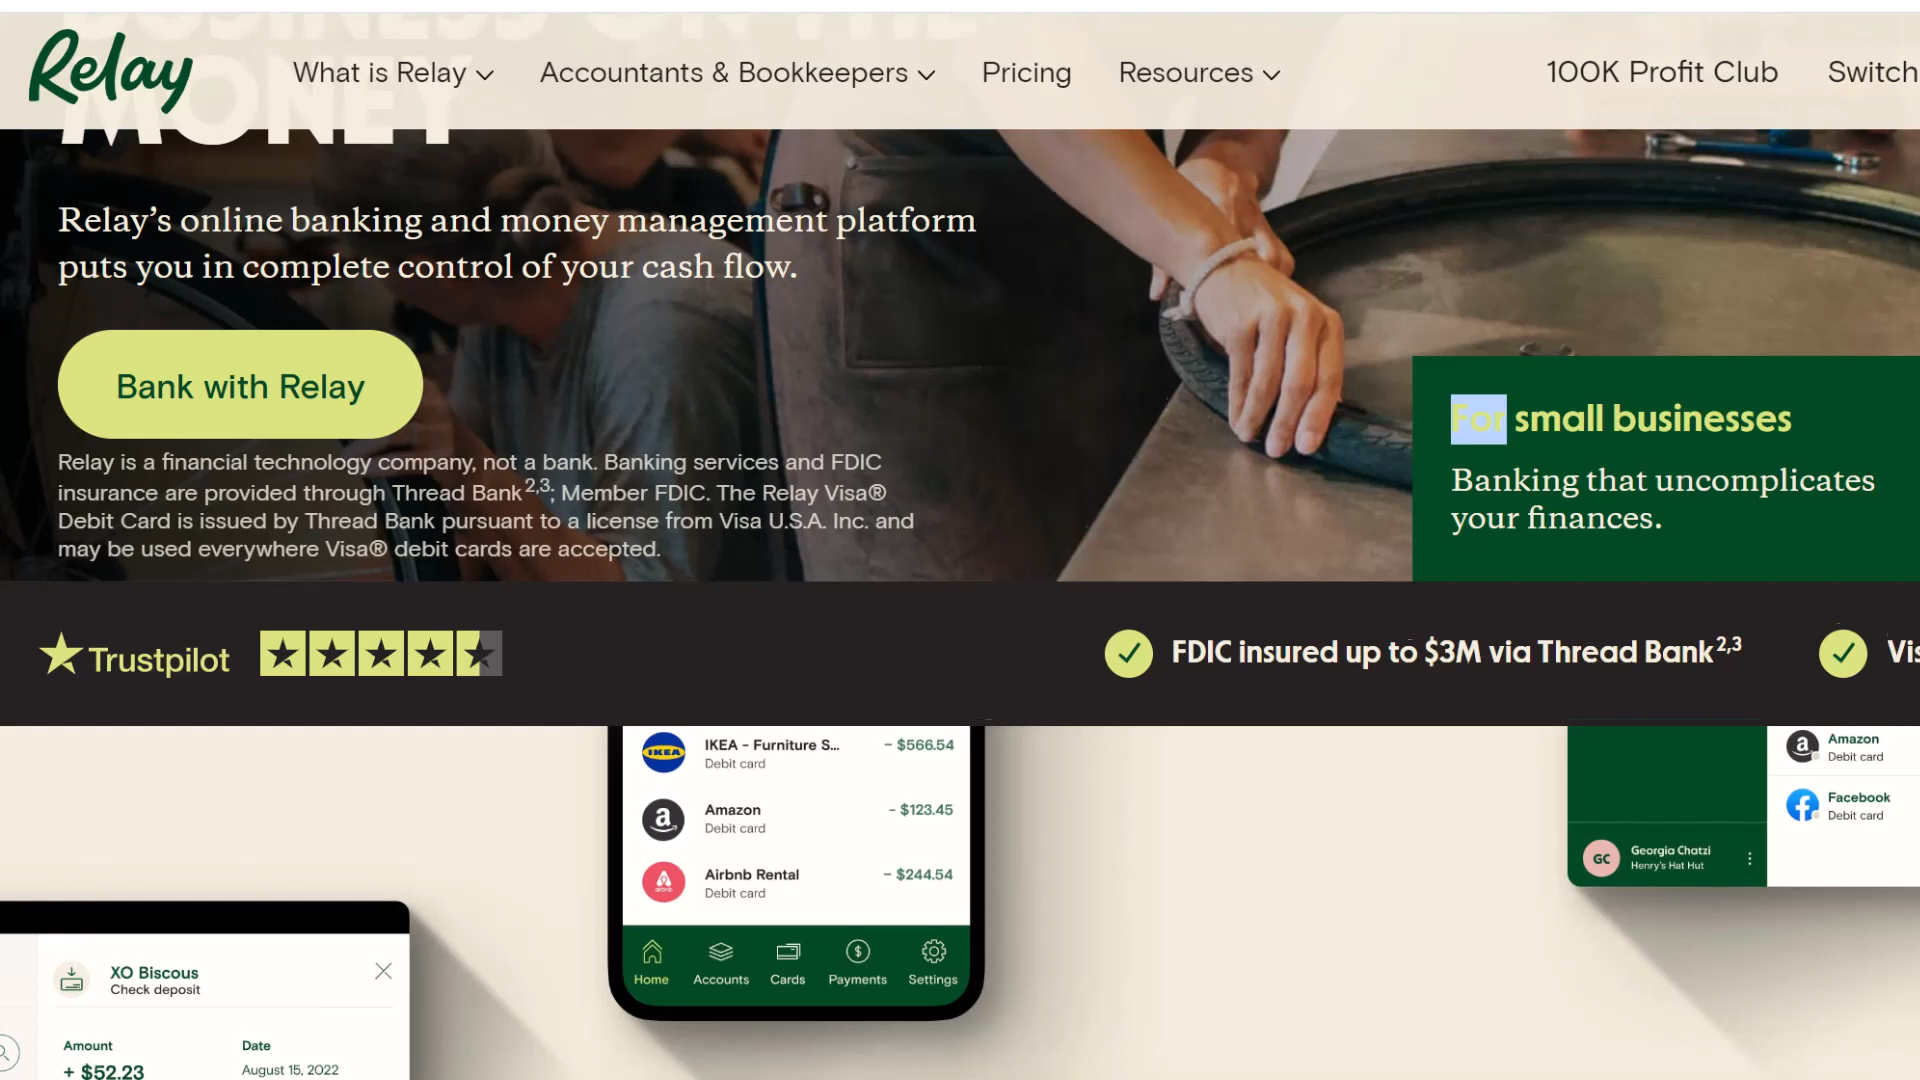 BUSINESS ON THE
Relay
What is Relay
Accountants & Bookkeepers
Pricing
Resources
100K Profit Club
Switch
MONEY
Relay’s online banking and money management platform
puts you in complete control of your cash flow.
Bank with Relay
Relay is a financial technology company, not a bank. Banking services and FDIC
insurance are provided through Thread Bank2,3; Member FDIC. The Relay Visa®
Debit Card is issued by Thread Bank pursuant to a license from Visa U.S.A. Inc. and
may be used everywhere Visa® debit cards are accepted.
For small businesses
Banking that uncomplicates
your finances.
Trustpilot
FDIC insured up to $3M via Thread Bank2,3
Vis
IKEA
IKEA - Furniture S...
- $566.54
Debit card
Amazon
- $123.45
Debit card
airbnb
Airbnb Rental
- $244.54
Debit card
Home
Accounts
Cards
Payments
Settings
Amazon
Debit card
Facebook
Debit card
GC
Georgia Chatzi
Henry's Hat Hut
XO Biscous
Check deposit
Amount
Date
+ $52.23
August 15, 2022